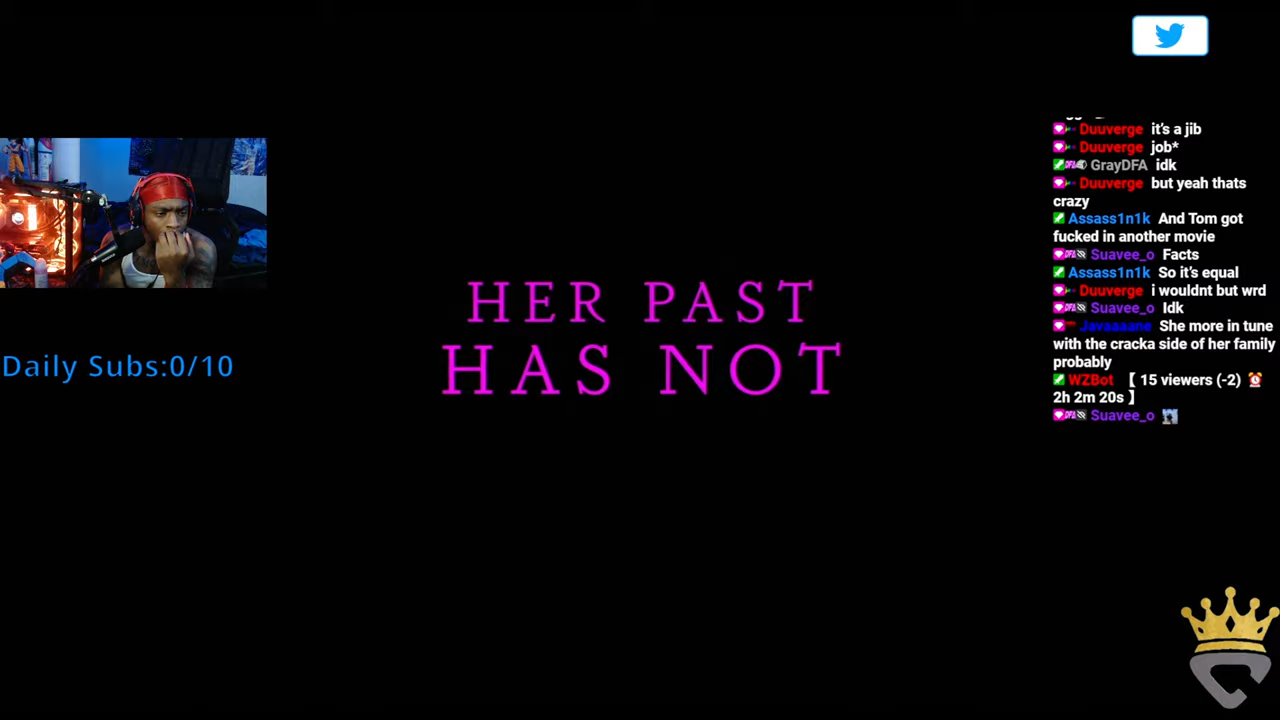 HER PAST
HAS NOT
Daily Subs:0/10
Duuverge it’s a jib
Duuverge job*
GrayDFA idk
Duuverge but yeah thats
crazy
Assass1n1k And Tom got
fucked in another movie
Suavee_o Facts
Assass1n1k So it’s equal
Duuverge i wouldnt but wrd
Suavee_o Idk
Javaaaane She more in tune
with the cracka side of her family
probably
WZBot 【 15 viewers (-2) ⏰
2h 2m 20s 】
Suavee_o